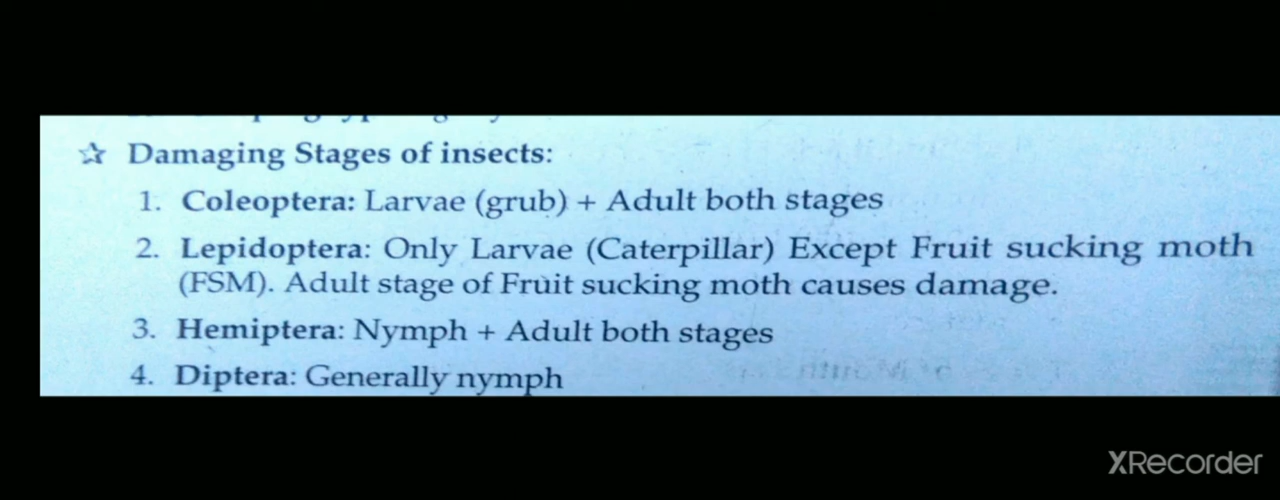 ☆ Damaging Stages of insects:
1. Coleoptera: Larvae (grub) + Adult both stages
2. Lepidoptera: Only Larvae (Caterpillar) Except Fruit sucking moth
(FSM). Adult stage of Fruit sucking moth causes damage.
3. Hemiptera: Nymph + Adult both stages
4. Diptera: Generally nymph
XRecorder